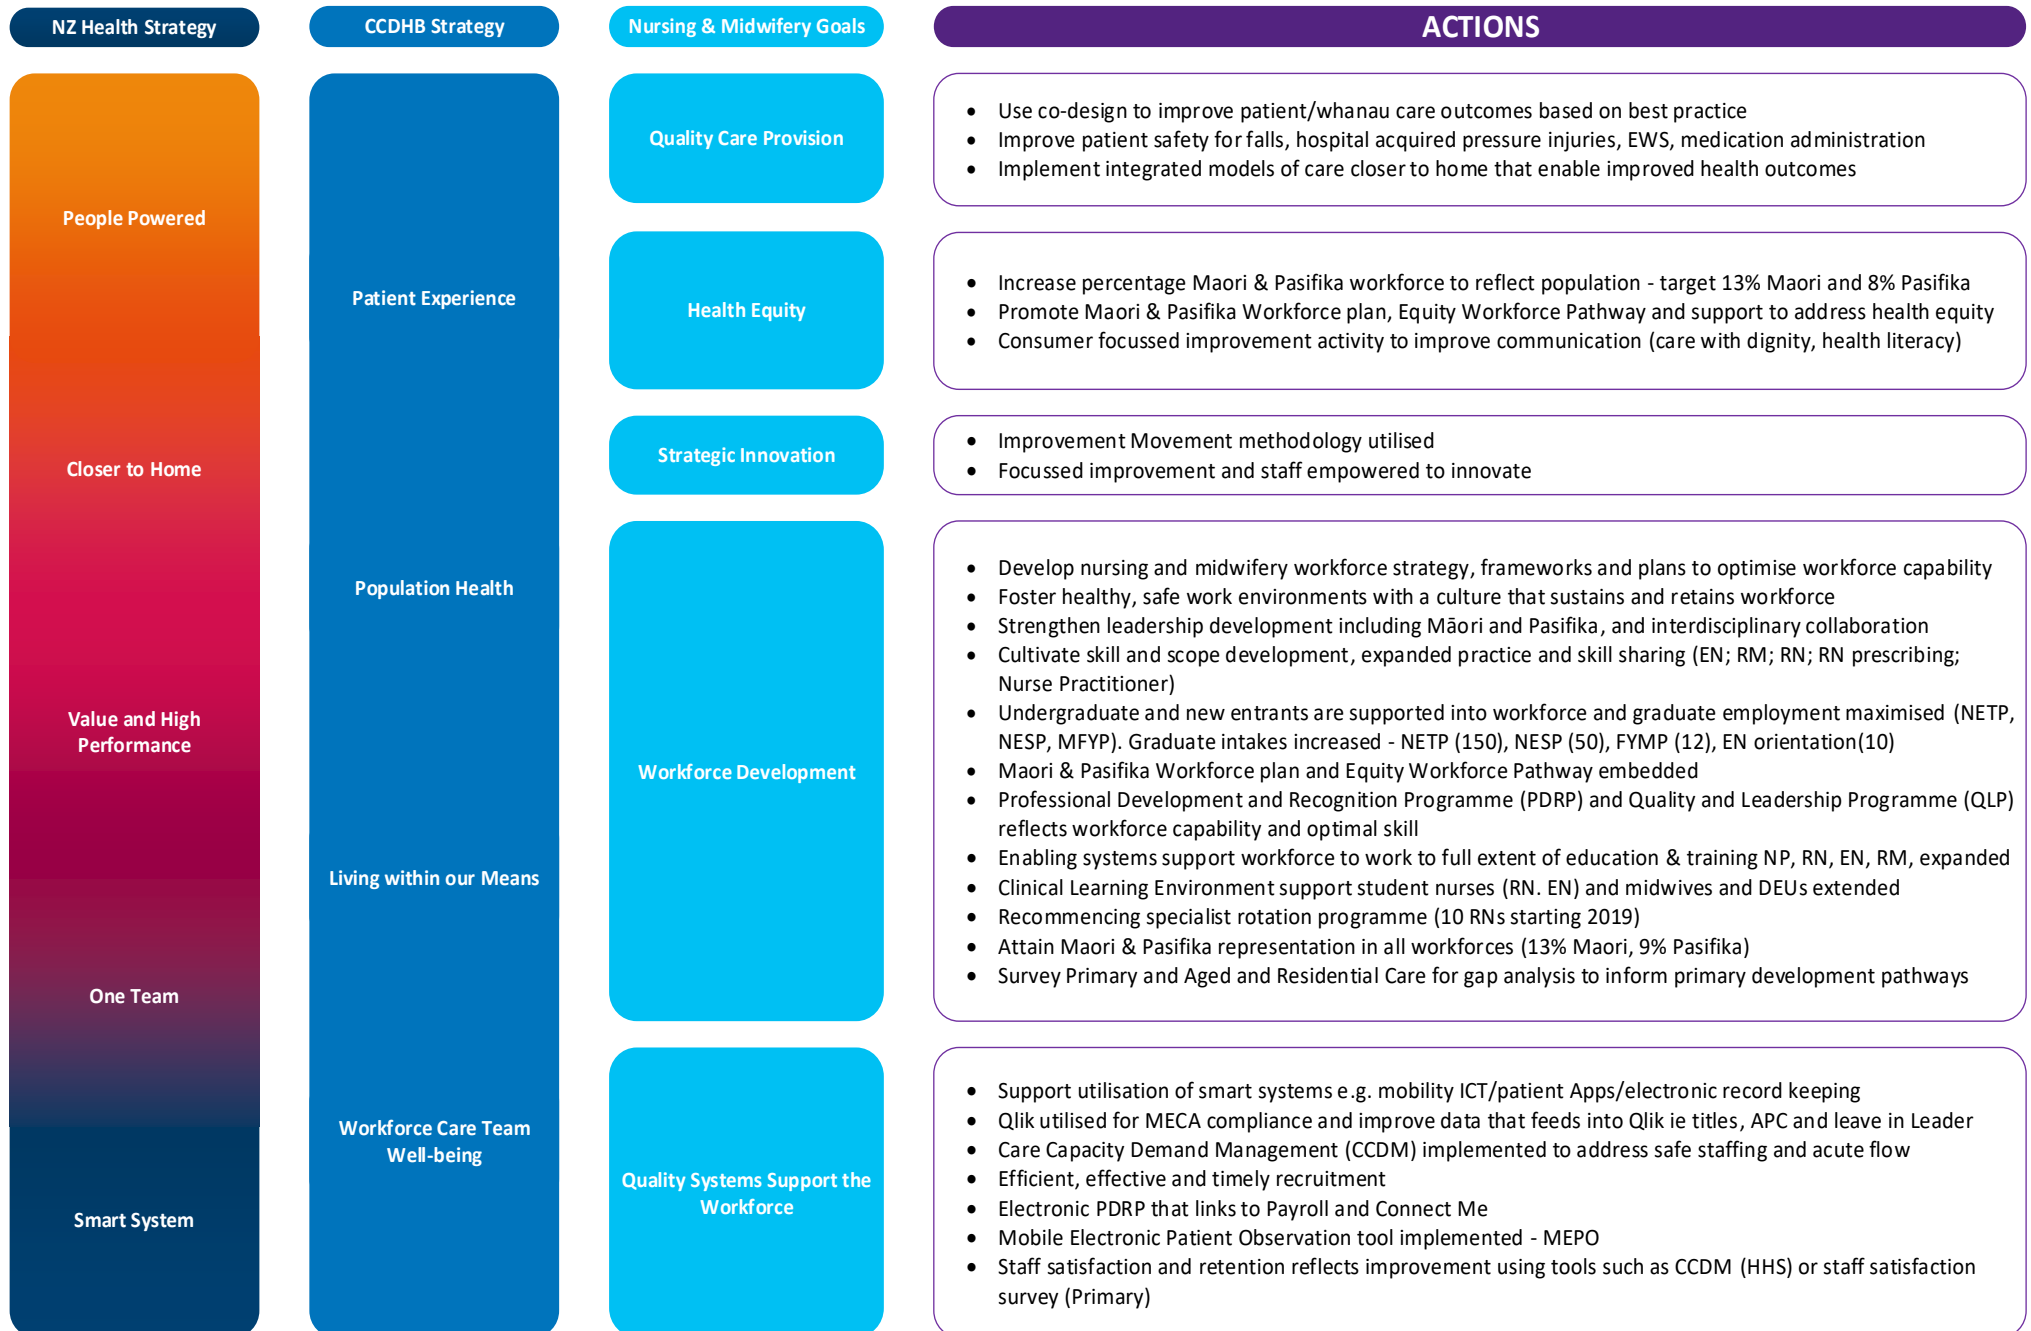 NZ Health Strategy
CCDHB Strategy
Nursing & Midwifery Goals
ACTIONS
People Powered
Closer to Home
Value and High
Performance
One Team
Smart System
Patient Experience
Population Health
Living within our Means
Workforce Care Team
Well-being
Quality Care Provision
• Use co-design to improve patient/whanau care outcomes based on best practice
• Improve patient safety for falls, hospital acquired pressure injuries, EWS, medication administration
• Implement integrated models of care closer to home that enable improved health outcomes
Health Equity
• Increase percentage Maori & Pasifika workforce to reflect population - target 13% Maori and 8% Pasifika
• Promote Maori & Pasifika Workforce plan, Equity Workforce Pathway and support to address health equity
• Consumer focussed improvement activity to improve communication (care with dignity, health literacy)
Strategic Innovation
• Improvement Movement methodology utilised
• Focussed improvement and staff empowered to innovate
Workforce Development
• Develop nursing and midwifery workforce strategy, frameworks and plans to optimise workforce capability
• Foster healthy, safe work environments with a culture that sustains and retains workforce
• Strengthen leadership development including Māori and Pasifika, and interdisciplinary collaboration
• Cultivate skill and scope development, expanded practice and skill sharing (EN; RM; RN; RN prescribing;
Nurse Practitioner)
• Undergraduate and new entrants are supported into workforce and graduate employment maximised (NETP,
NESP, MFYP). Graduate intakes increased - NETP (150), NESP (50), FYMP (12), EN orientation(10)
• Maori & Pasifika Workforce plan and Equity Workforce Pathway embedded
• Professional Development and Recognition Programme (PDRP) and Quality and Leadership Programme (QLP)
reflects workforce capability and optimal skill
• Enabling systems support workforce to work to full extent of education & training NP, RN, EN, RM, expanded
• Clinical Learning Environment support student nurses (RN. EN) and midwives and DEUs extended
• Recommencing specialist rotation programme (10 RNs starting 2019)
• Attain Maori & Pasifika representation in all workforces (13% Maori, 9% Pasifika)
• Survey Primary and Aged and Residential Care for gap analysis to inform primary development pathways
Quality Systems Support the
Workforce
• Support utilisation of smart systems e.g. mobility ICT/patient Apps/electronic record keeping
• Qlik utilised for MECA compliance and improve data that feeds into Qlik ie titles, APC and leave in Leader
• Care Capacity Demand Management (CCDM) implemented to address safe staffing and acute flow
• Efficient, effective and timely recruitment
• Electronic PDRP that links to Payroll and Connect Me
• Mobile Electronic Patient Observation tool implemented - MEPO
• Staff satisfaction and retention reflects improvement using tools such as CCDM (HHS) or staff satisfaction
survey (Primary)